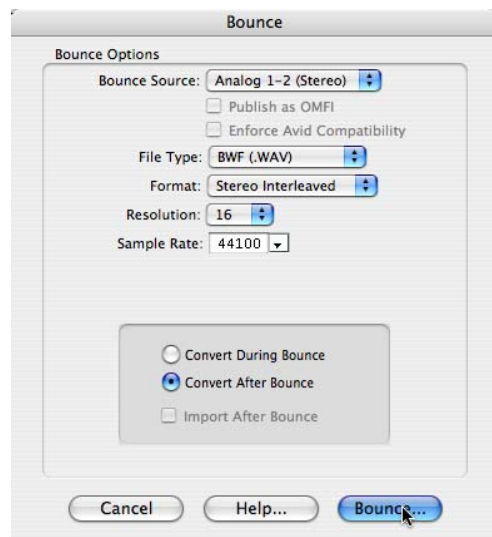 Bounce
Bounce Options
Bounce Source: Analog 1-2 (Stereo)
Publish as OMFI
Enforce Avid Compatibility
File Type: BWF (.WAV)
Format: Stereo Interleaved
Resolution: 16
Sample Rate: 44100
Convert During Bounce
Convert After Bounce
Import After Bounce
Cancel Help... Bounce...